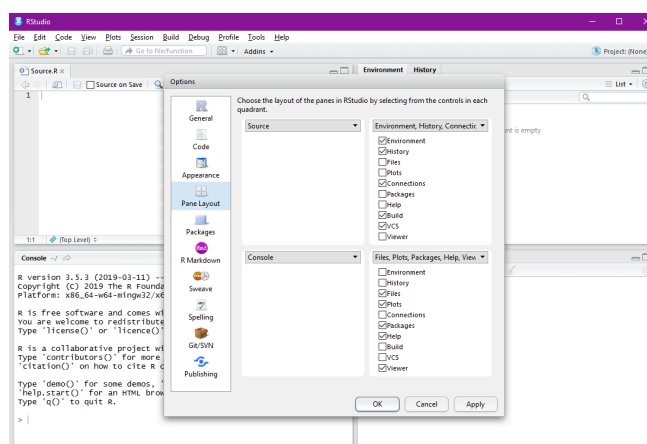 RStudio
File Edit Code View Plots Session Build Debug Profile Tools Help
Go to file/function Addins Project: (None
Source.R
Environment History
Source on Save
List
1
nt is empty
1:1 (Top Level)
Console ~/
R version 3.5.3 (2019-03-11) --
Copyright (C) 2019 The R Founda
Platform: x86_64-w64-mingw32/x6
R is free software and comes wi
You are welcome to redistribute
Type 'license()' or 'licence()'
R is a collaborative project wi
Type 'contributors()' for more
'citation()' on how to cite R o
Type 'demo()' for some demos, '
'help.start()' for an HTML brow
Type 'q()' to quit R.
>
Options
General
Code
Appearance
Pane Layout
Packages
Rmd
R Markdown
Sweave
Spelling
Git/SVN
Publishing
Choose the layout of the panes in RStudio by selecting from the controls in each
quadrant.
Source
Environment, History, Connectic
Environment
History
Files
Plots
Connections
Packages
Help
Build
VCS
Viewer
Console
Files, Plots, Packages, Help, View
Environment
History
Files
Plots
Connections
Packages
Help
Build
VCS
Viewer
OK Cancel Apply